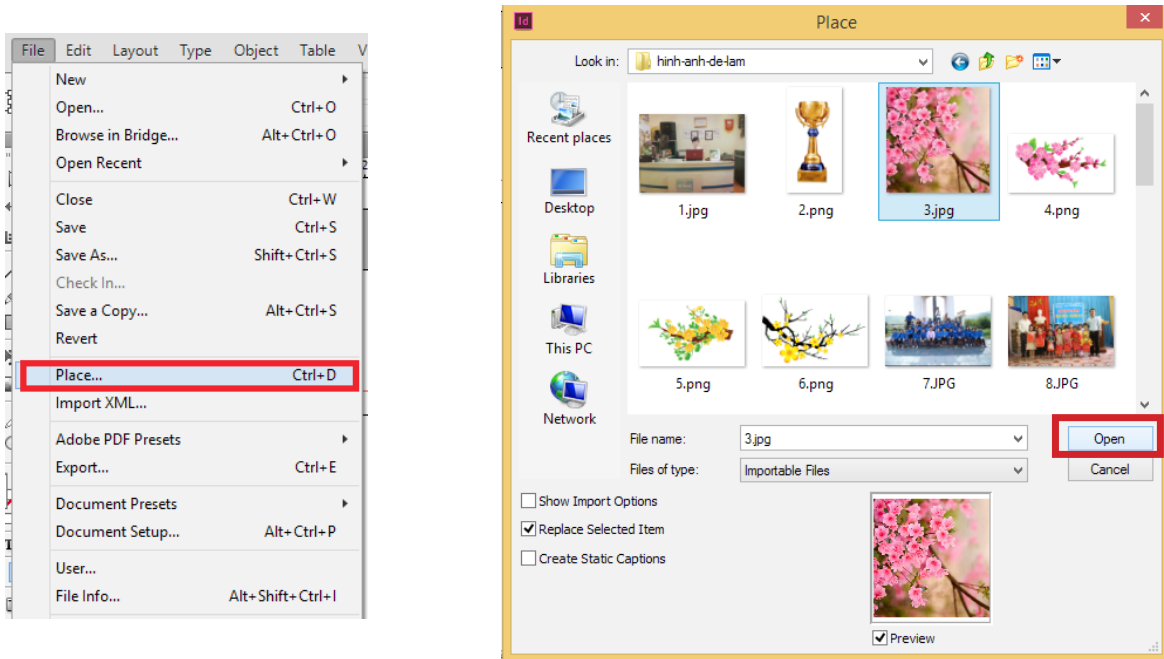 File Edit Layout Type Object Table V
New
Open... Ctrl+O
Browse in Bridge... Alt+Ctrl+O
Open Recent
Close Ctrl+W
Save Ctrl+S
Save As... Shift+Ctrl+S
Check In...
Save a Copy... Alt+Ctrl+S
Revert
Place... Ctrl+D
Import XML...
Adobe PDF Presets
Export... Ctrl+E
Document Presets
Document Setup... Alt+Ctrl+P
User...
File Info... Alt+Shift+Ctrl+I
Id Place
Look in: hinh-anh-de-lam
Recent places
Desktop
Libraries
This PC
Network
1.jpg 2.png 3.jpg 4.png
5.png 6.png 7.JPG 8.JPG
File name: 3.jpg Open
Files of type: Importable Files Cancel
Show Import Options
Replace Selected Item
Create Static Captions
Preview